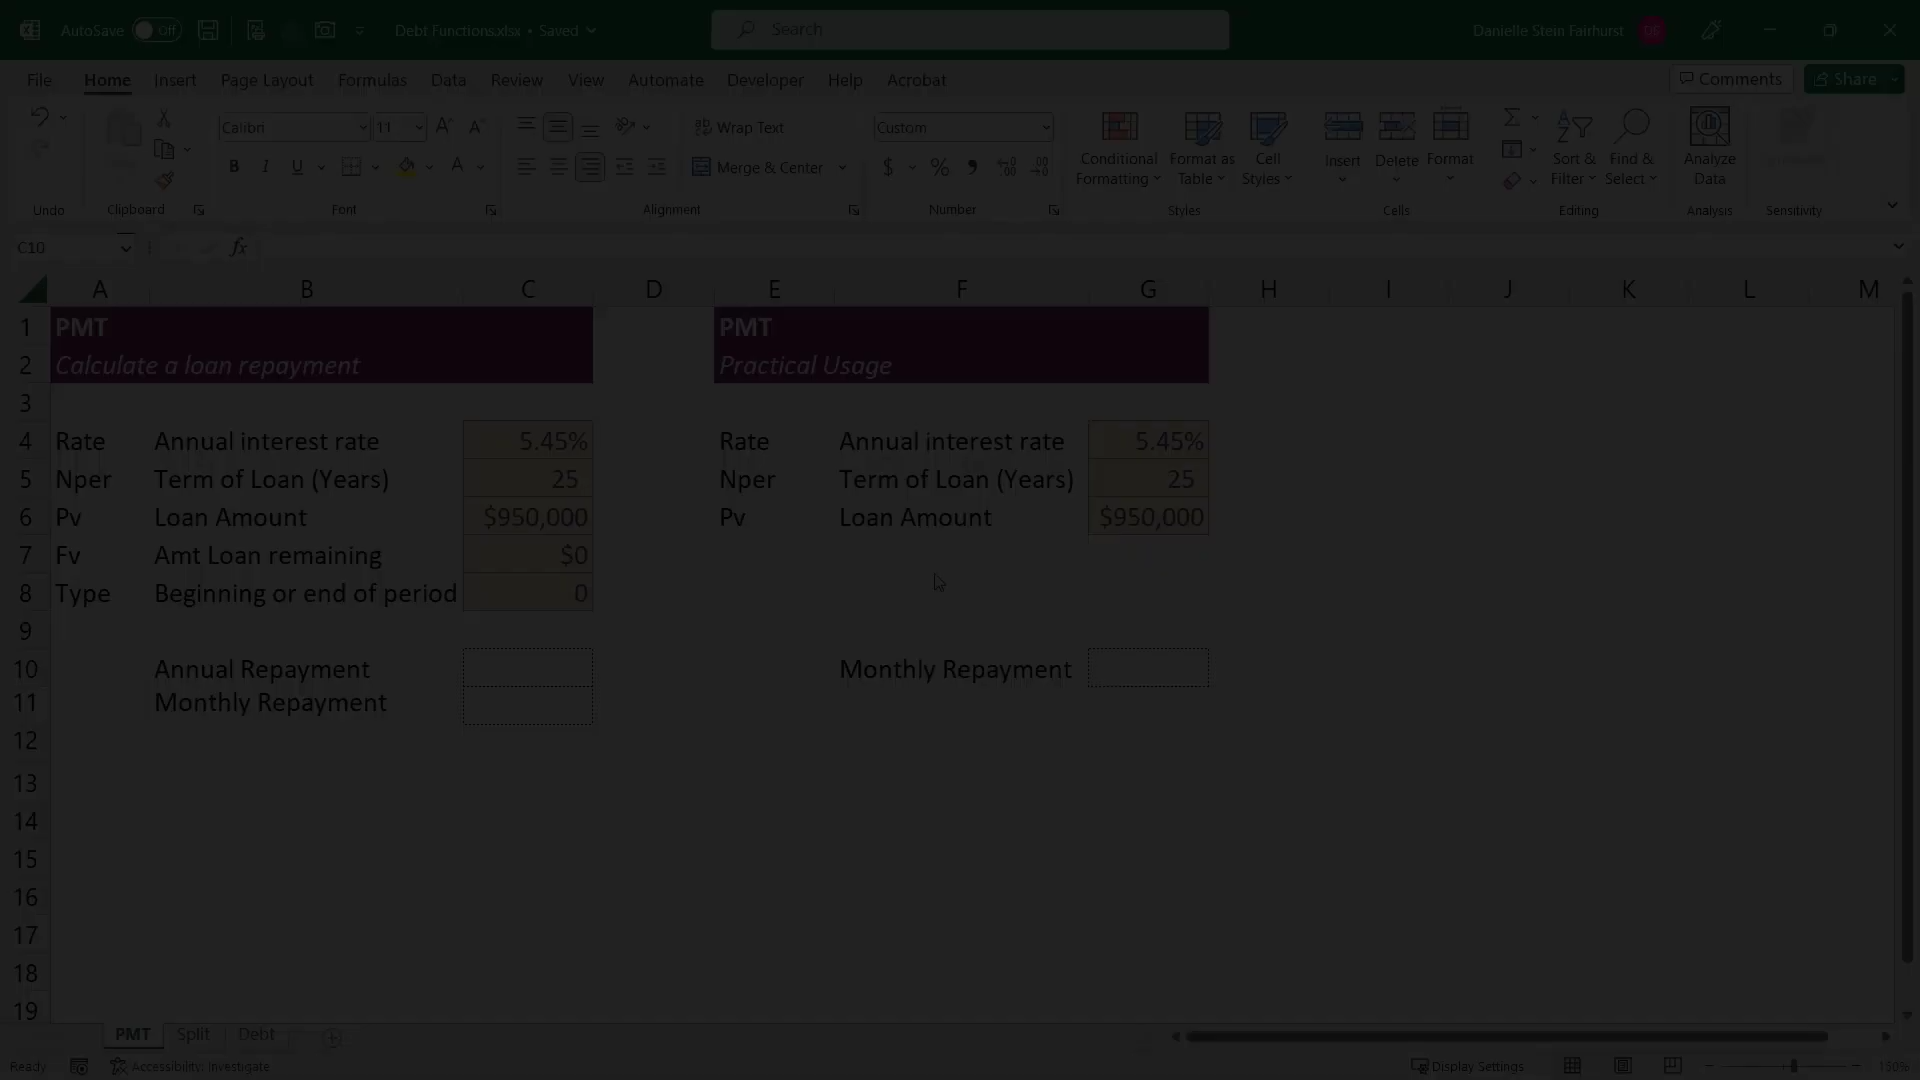 AutoSave Off Debt Functions.xlsx • Saved Search Danielle Stein Fairhurst DF
File Home Insert Page Layout Formulas Data Review View Automate Developer Help Acrobat Comments Share
Calibri 11 Wrap Text Custom
B I U Merge & Center $ % Conditional Formatting Format as Table Cell Styles Insert Delete Format Sort & Filter Find & Select Analyze Data
Undo Clipboard Font Alignment Number Styles Cells Editing Analysis Sensitivity
C10 fx
A B C D E F G H I J K L M
1 PMT PMT
2 Calculate a loan repayment Practical Usage
3
4 Rate Annual interest rate 5.45% Rate Annual interest rate 5.45%
5 Nper Term of Loan (Years) 25 Nper Term of Loan (Years) 25
6 Pv Loan Amount $950,000 Pv Loan Amount $950,000
7 Fv Amt Loan remaining $0
8 Type Beginning or end of period 0
9
10 Annual Repayment Monthly Repayment
11 Monthly Repayment
12
13
14
15
16
17
18
19
PMT Split Debt
Ready Accessibility: Investigate Display Settings 150%